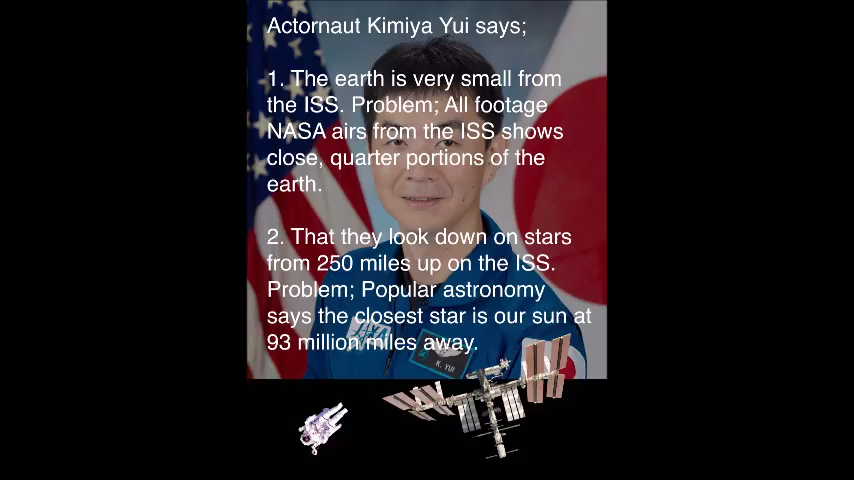 Actornaut Kimiya Yui says;
1. The earth is very small from
the ISS. Problem; All footage
NASA airs from the ISS shows
close, quarter portions of the
earth.
2. That they look down on stars
from 250 miles up on the ISS.
Problem; Popular astronomy
says the closest star is our sun at
93 million miles away.
K. YUI